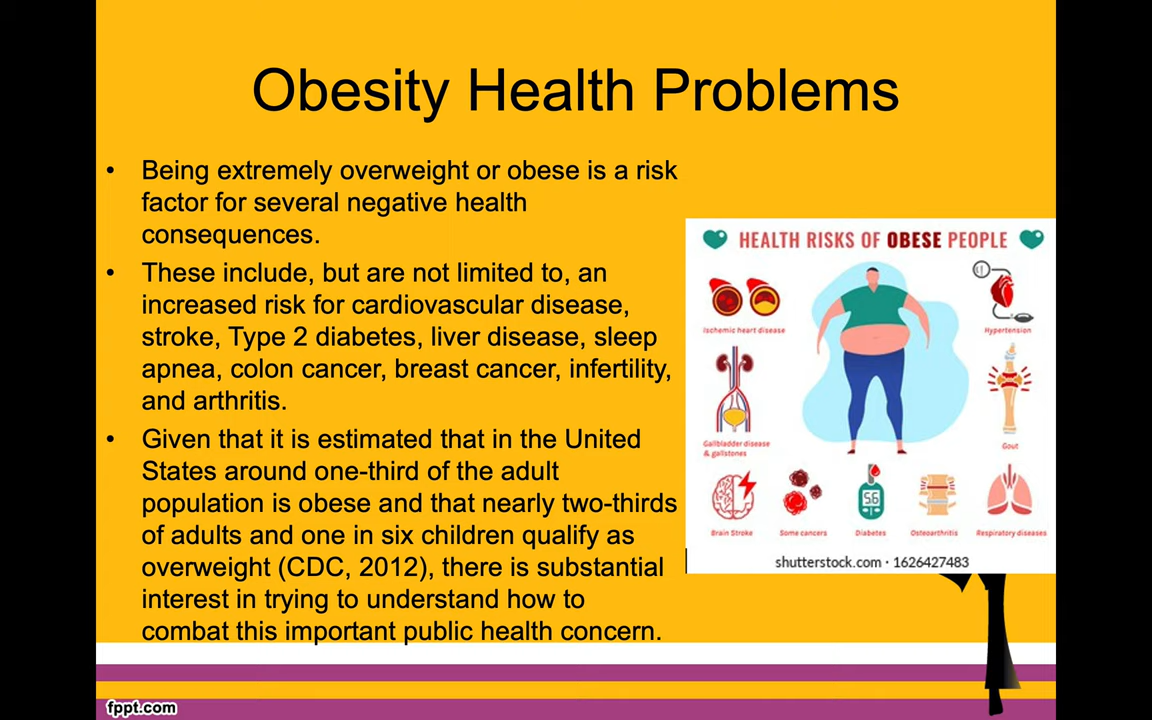 Obesity Health Problems
• Being extremely overweight or obese is a risk
factor for several negative health
consequences.
• These include, but are not limited to, an
increased risk for cardiovascular disease,
stroke, Type 2 diabetes, liver disease, sleep
apnea, colon cancer, breast cancer, infertility,
and arthritis.
• Given that it is estimated that in the United
States around one-third of the adult
population is obese and that nearly two-thirds
of adults and one in six children qualify as
overweight (CDC, 2012), there is substantial
interest in trying to understand how to
combat this important public health concern.
HEALTH RISKS OF OBESE PEOPLE
Ischemic heart disease
Hypertension
Gallbladder disease
& gallstones
Gout
5.6
Brain Stroke
Some cancers
Diabetes
Osteoarthritis
Respiratory diseases
shutterstock.com · 1626427483
fppt.com